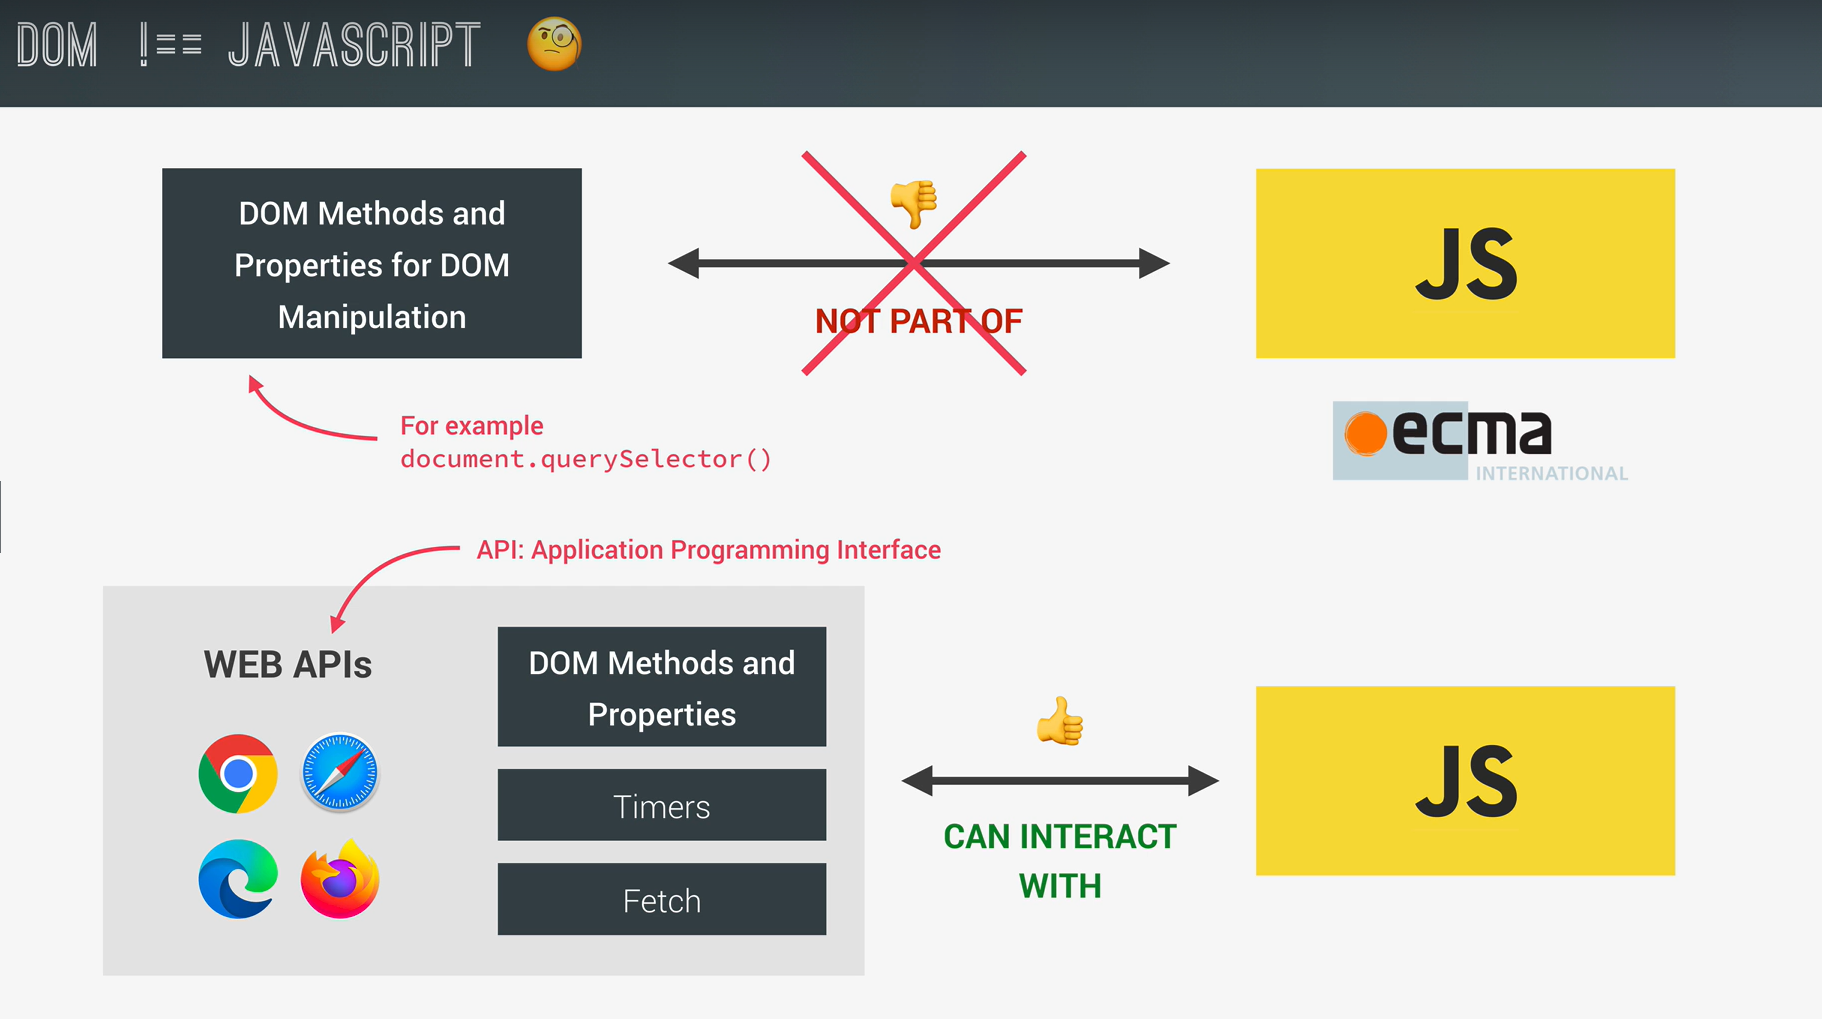 DOM !== JAVASCRIPT
DOM Methods and
Properties for DOM
Manipulation
NOT PART OF
JS
For example
document.querySelector()
ecma
INTERNATIONAL
API: Application Programming Interface
WEB APIs
DOM Methods and
Properties
Timers
Fetch
CAN INTERACT
WITH
JS